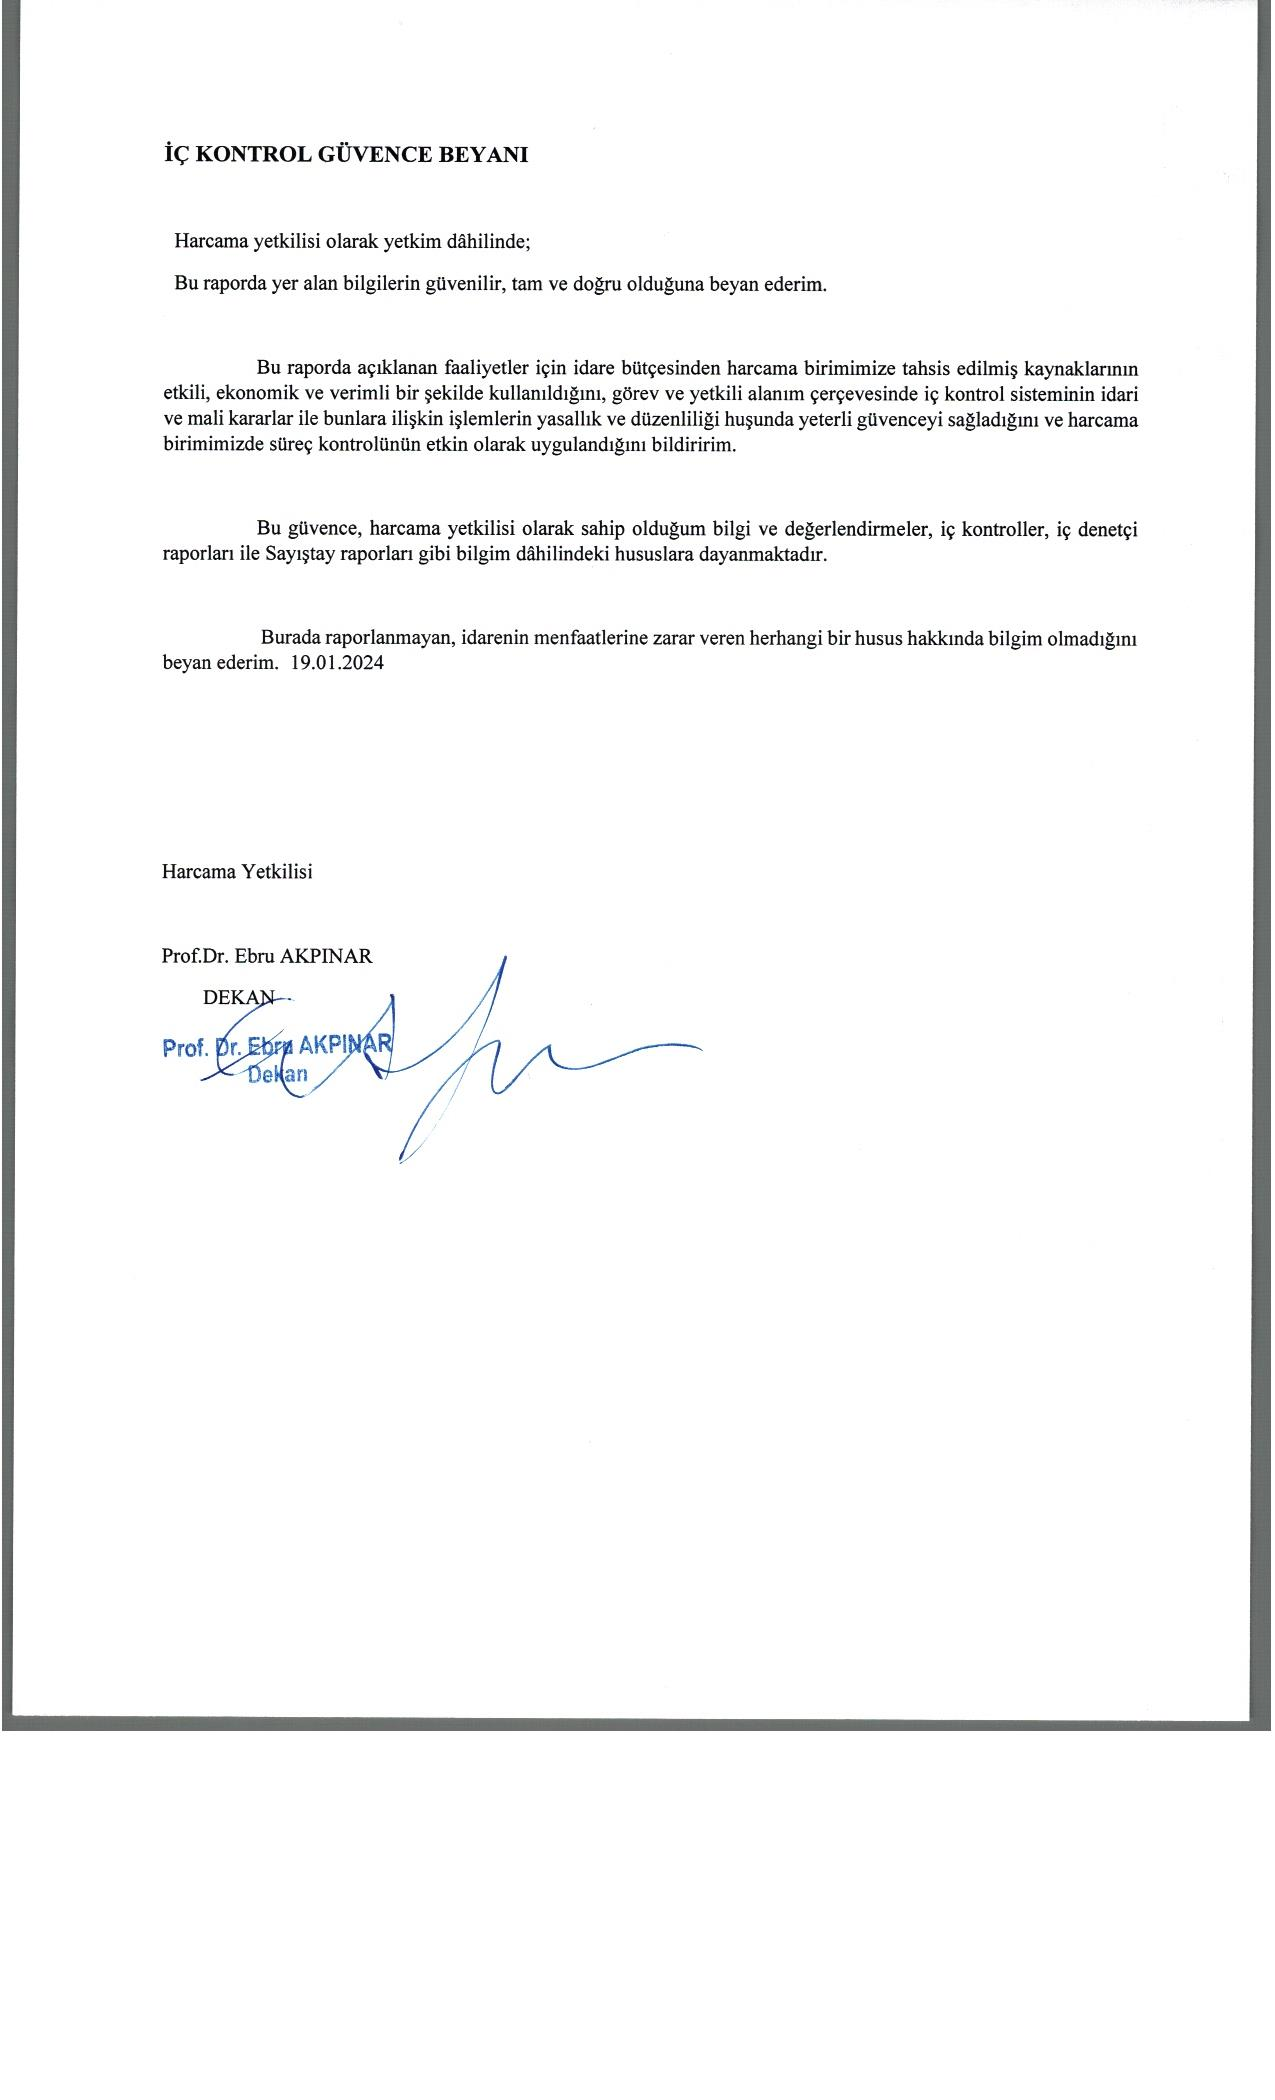 İÇ KONTROL GÜVENCE BEYANI
Harcama yetkilisi olarak yetkim dâhilinde;
Bu raporda yer alan bilgilerin güvenilir, tam ve doğru olduğuna beyan ederim.
Bu raporda açıklanan faaliyetler için idare bütçesinden harcama birimimize tahsis edilmiş kaynaklarının
etkili, ekonomik ve verimli bir şekilde kullanıldığını, görev ve yetkili alanım çerçevesinde iç kontrol sisteminin idari
ve mali kararlar ile bunlara ilişkin işlemlerin yasallık ve düzenliliği huşunda yeterli güvenceyi sağladığını ve harcama
birimimizde süreç kontrolünün etkin olarak uygulandığını bildiririm.
Bu güvence, harcama yetkilisi olarak sahip olduğum bilgi ve değerlendirmeler, iç kontroller, iç denetçi
raporları ile Sayıştay raporları gibi bilgim dâhilindeki hususlara dayanmaktadır.
Burada raporlanmayan, idarenin menfaatlerine zarar veren herhangi bir husus hakkında bilgim olmadığını
beyan ederim.  19.01.2024
Harcama Yetkilisi
Prof.Dr. Ebru AKPINAR
DEKAN
Prof. Dr. Ebru AKPINAR
Dekan